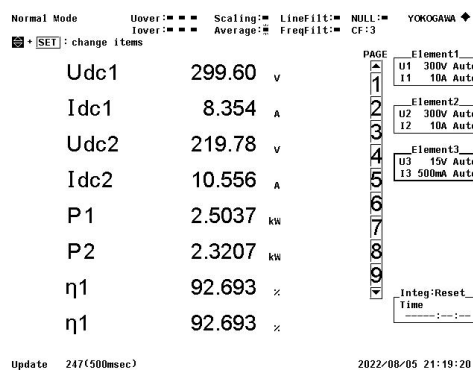 Normal Mode Uover: Scaling: LineFilt: NULL: YOKOGAWA
Iover: Average: FreqFilt: CF:3
+ SET : change items
PAGE
Udc1 299.60 V
Idc1 8.354 A
Udc2 219.78 V
Idc2 10.556 A
P1 2.5037 kW
P2 2.3207 kW
η1 92.693 %
η1 92.693 %
1
2
3
4
5
6
7
8
9
Element1
U1 300V Auto
I1 10A Auto
Element2
U2 300V Auto
I2 10A Auto
Element3
U3 15V Auto
I3 500mA Auto
Integ:Reset
Time
-----:--:--
Update 247(500msec) 2022/08/05 21:19:20